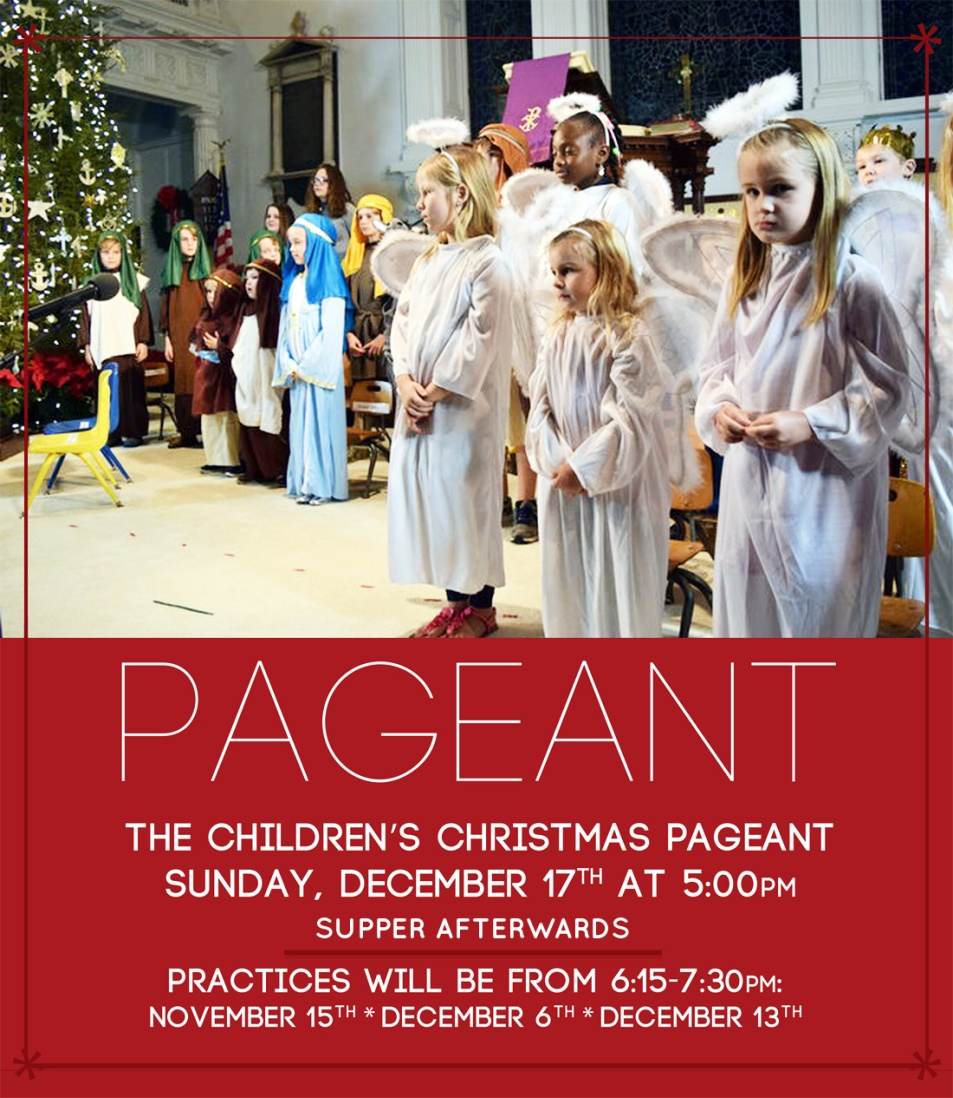 PAGEANT
THE CHILDREN'S CHRISTMAS PAGEANT
SUNDAY, DECEMBER 17TH AT 5:00PM
SUPPER AFTERWARDS
PRACTICES WILL BE FROM 6:15-7:30PM:
NOVEMBER 15TH * DECEMBER 6TH * DECEMBER 13TH